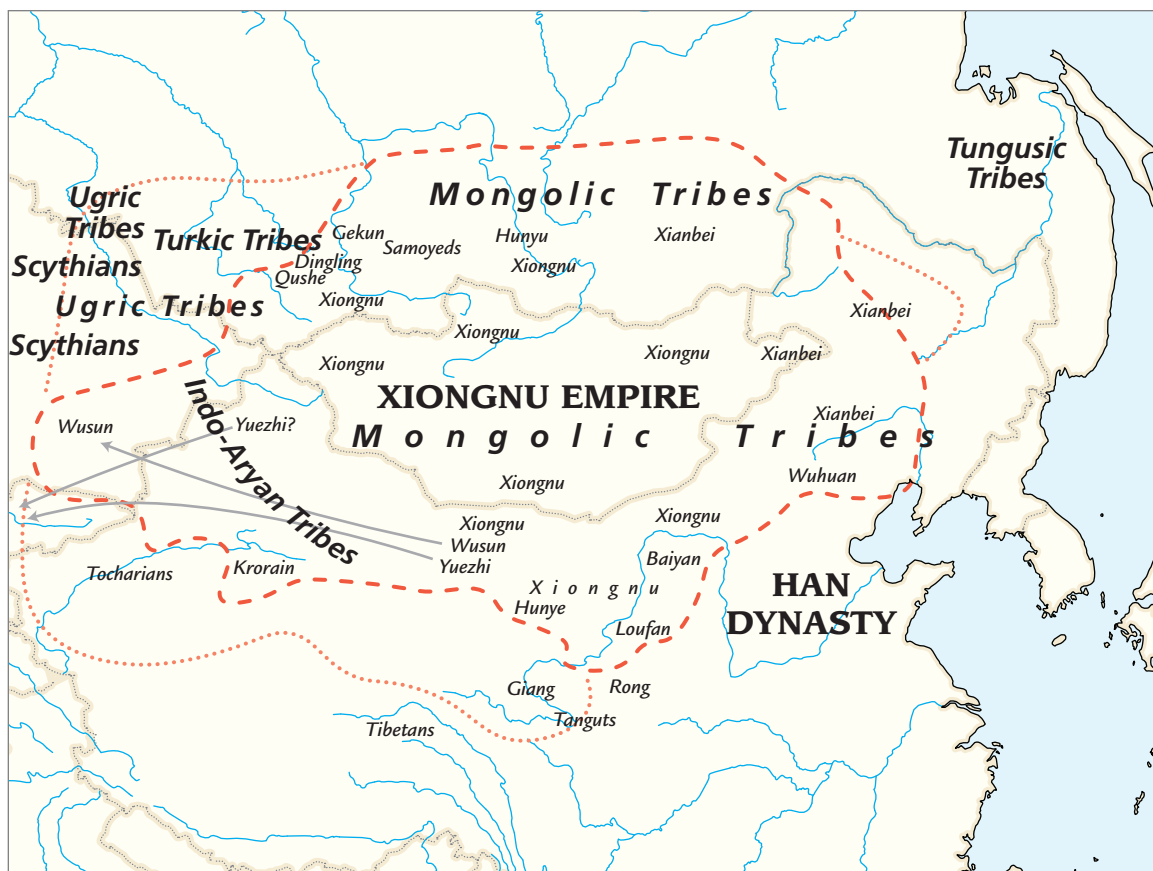 Tungusic
Tribes
Mongolic Tribes
Ugric
Tribes
Turkic Tribes
Gekun
Samoyeds
Hunyu
Xianbei
Scythians
Dingling
Qushe
Xiongnu
Xiongnu
Ugric Tribes
Xianbei
Scythians
Xiongnu
Xiongnu
Xiongnu
Xianbei
XIONGNU EMPIRE
Indo-Aryan Tribes
Wusun
Yuezhi?
Xianbei
Mongolic Tribes
Wuhuan
Xiongnu
Xiongnu
Xiongnu
Wusun
Yuezhi
Baiyan
Tocharians
Krorain
Xiongnu
Hunye
HAN
DYNASTY
Loufan
Giang
Rong
Tanguts
Tibetans